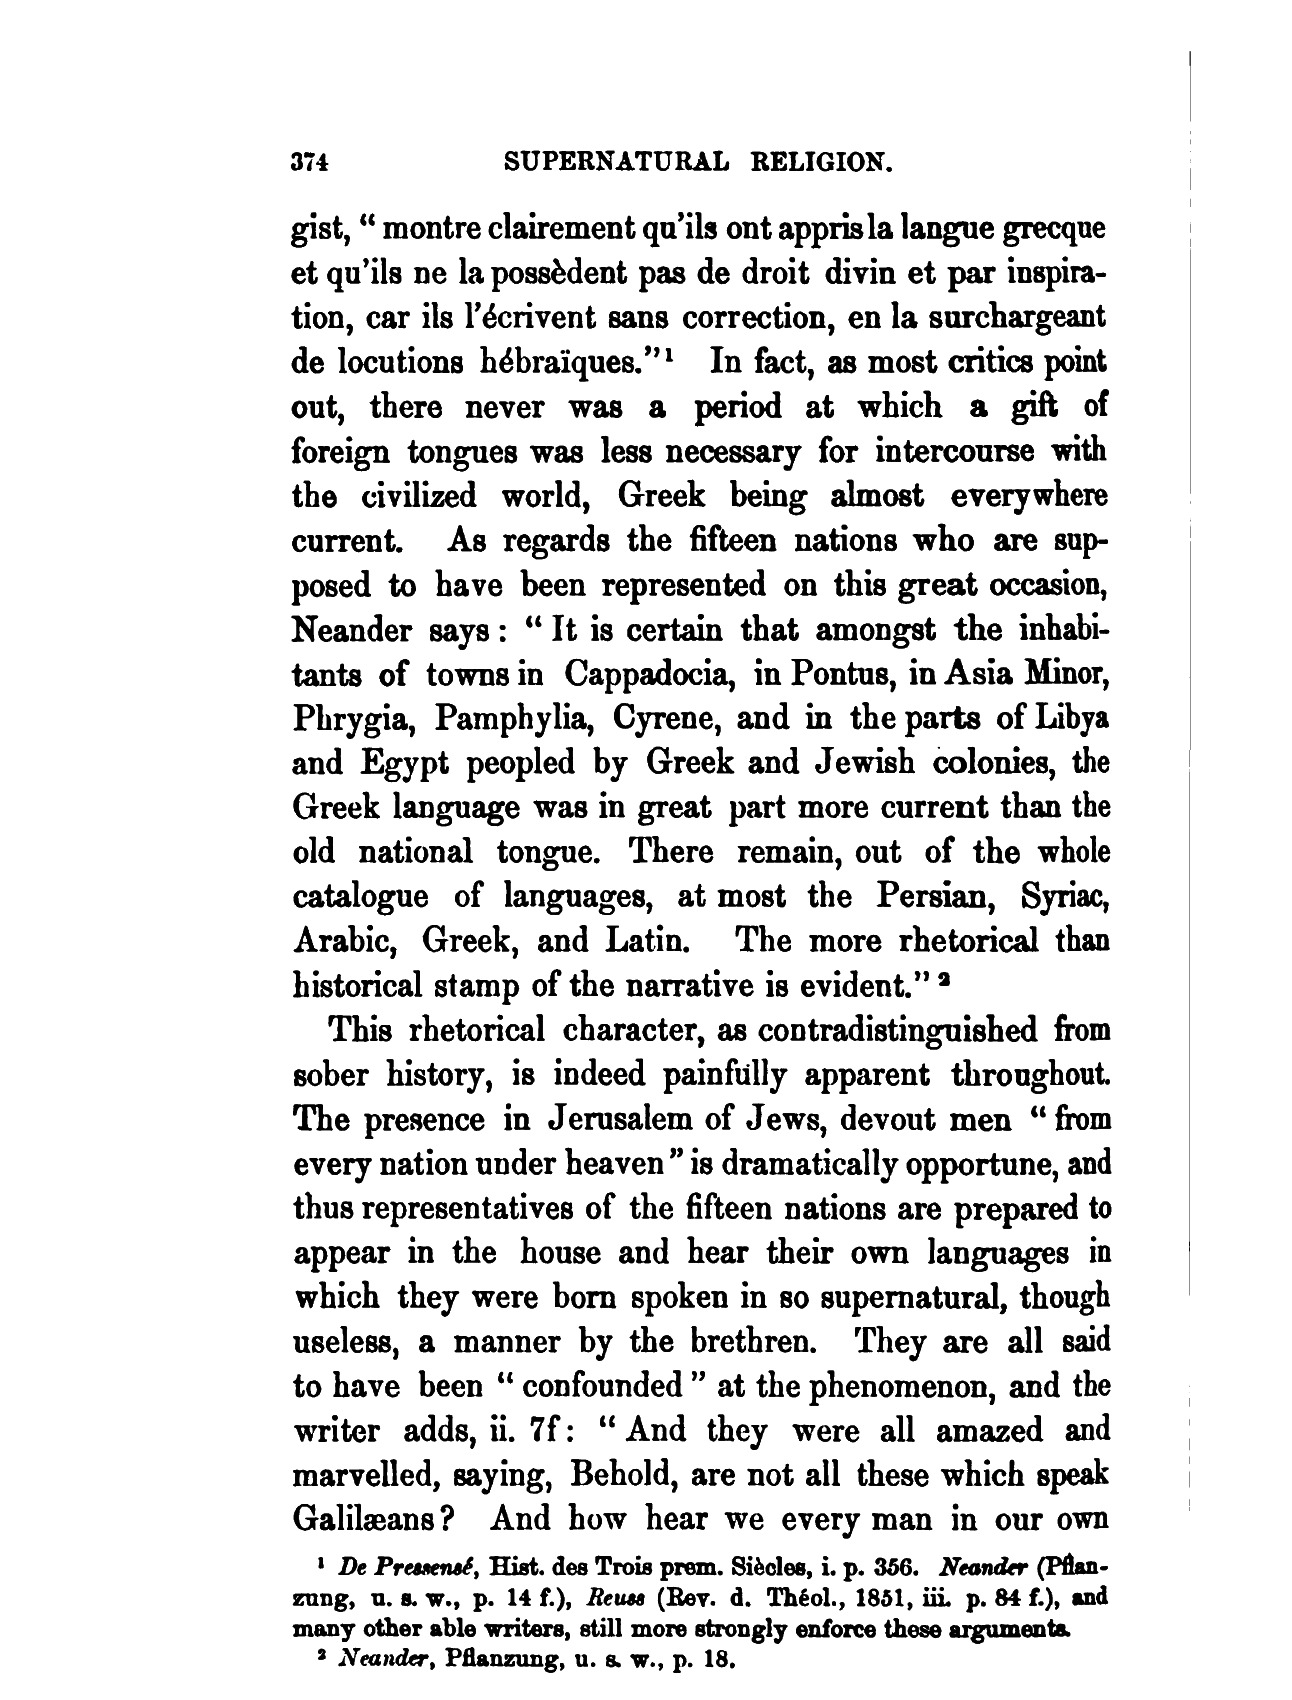 374 SUPERNATURAL RELIGION.
gist, “ montre clairement qu’ils ont appris la langue grecque
et qu’ils ne la possèdent pas de droit divin et par inspira-
tion, car ils l’écrivent sans correction, en la surchargeant
de locutions hébraïques.”¹ In fact, as most critics point
out, there never was a period at which a gift of
foreign tongues was less necessary for intercourse with
the civilized world, Greek being almost everywhere
current. As regards the fifteen nations who are sup-
posed to have been represented on this great occasion,
Neander says : “ It is certain that amongst the inhabi-
tants of towns in Cappadocia, in Pontus, in Asia Minor,
Phrygia, Pamphylia, Cyrene, and in the parts of Libya
and Egypt peopled by Greek and Jewish colonies, the
Greek language was in great part more current than the
old national tongue. There remain, out of the whole
catalogue of languages, at most the Persian, Syriac,
Arabic, Greek, and Latin. The more rhetorical than
historical stamp of the narrative is evident.” ²
This rhetorical character, as contradistinguished from
sober history, is indeed painfully apparent throughout.
The presence in Jerusalem of Jews, devout men “ from
every nation under heaven ” is dramatically opportune, and
thus representatives of the fifteen nations are prepared to
appear in the house and hear their own languages in
which they were born spoken in so supernatural, though
useless, a manner by the brethren. They are all said
to have been “ confounded ” at the phenomenon, and the
writer adds, ii. 7f : “ And they were all amazed and
marvelled, saying, Behold, are not all these which speak
Galilæans ? And how hear we every man in our own
¹ De Pressensé, Hist. des Trois prem. Siècles, i. p. 356. Neander (Pflan-
zung, u. s. w., p. 14 f.), Reuss (Rev. d. Théol., 1851, iii. p. 84 f.), and
many other able writers, still more strongly enforce these arguments.
² Neander, Pflanzung, u. s. w., p. 18.